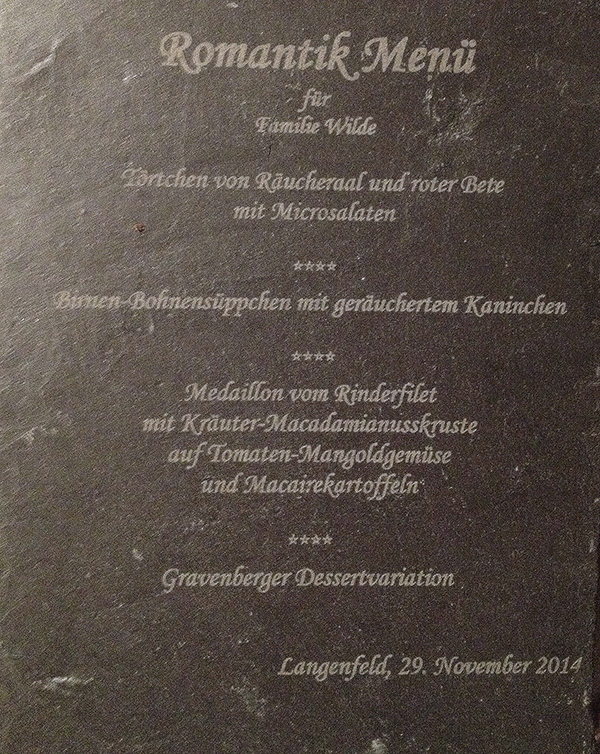 Romantik Menü
für
Familie Wilde
Törtchen von Räucheraal und roter Bete
mit Microsalaten
****
Birnen-Bohnensüppchen mit geräuchertem Kaninchen
****
Medaillon vom Rinderfilet
mit Kräuter-Macadamianusskruste
auf Tomaten-Mangoldgemüse
und Macairekartoffeln
****
Gravenberger Dessertvariation
Langenfeld, 29. November 2014